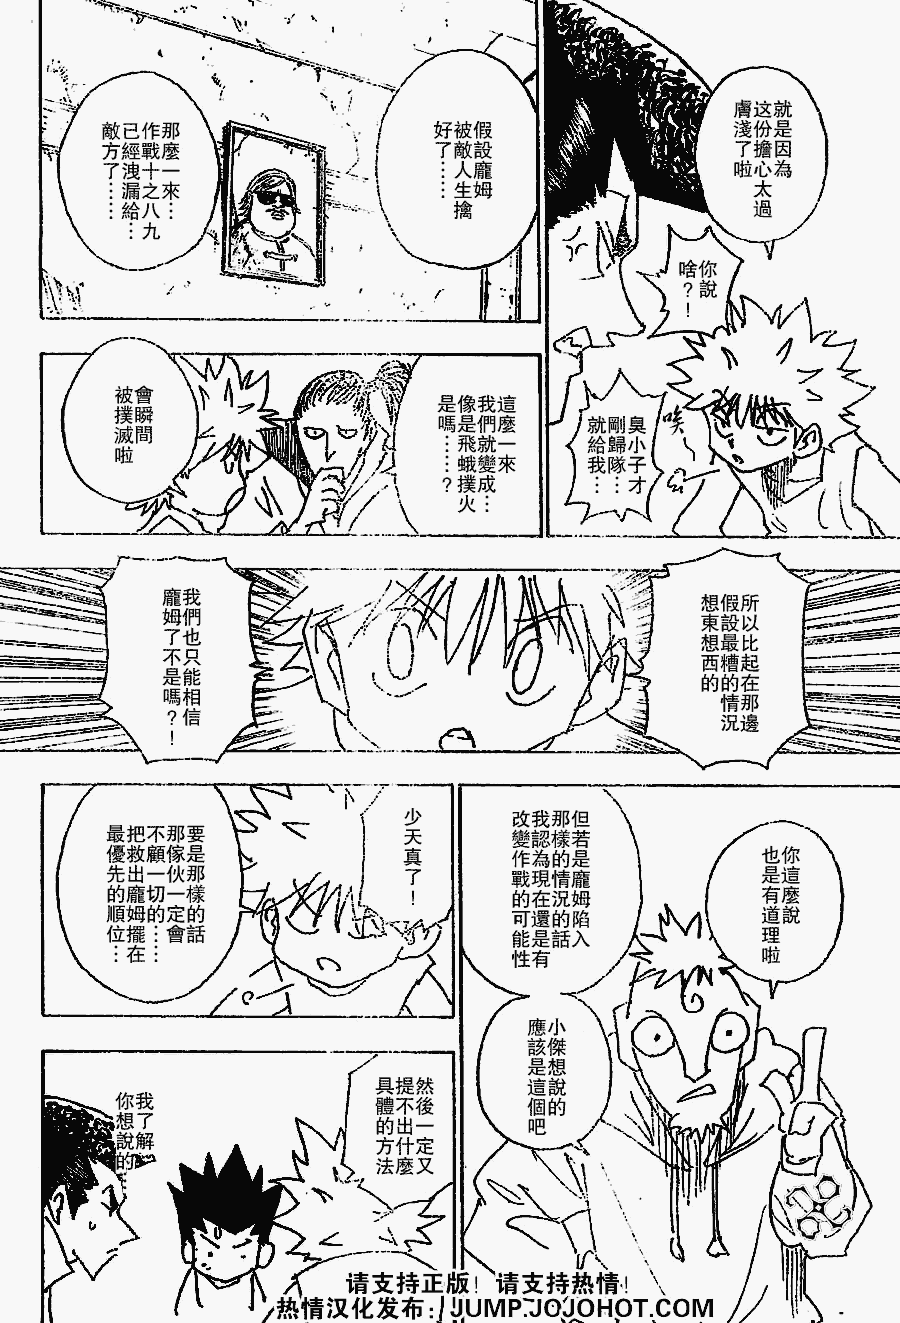 就是因為
这份擔心太過
膚淺了啦
你說
啥？！
唉
臭小子才
剛歸隊…
就給我…
假設龐姆
被敵人生擒
好了……
那麼一來…
作戰十之八九
已經洩漏給…
敵方了……
這麼一來
我們就變成…
像是飛蛾撲火
是嗎……？
會瞬間
被撲滅啦
所以比起在那邊
假設最糟的情況
想東想西的
我們也只能相信
龐姆了不是嗎？！
你這麼說
也是有道理啦
但若是龐姆陷入
那樣的情況的話
我認為現在還是有
改變作戰的可能性
小傑想說的
應該是這個吧
少天真了！
要是那樣的話
那傢伙一定會
不顧一切的……
把救出龐姆擺在
最優先的順位…
然後一定又
提不出什麼
具體的方法
我了解
你想說的…
请支持正版！请支持热情！
热情汉化发布：JUMP.JOJOHOT.COM